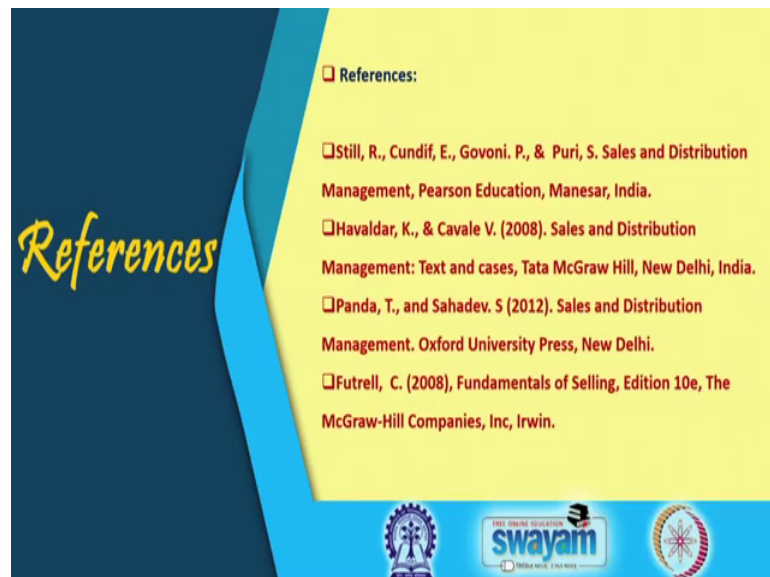 References
❑ References:
❑Still, R., Cundif, E., Govoni. P., & Puri, S. Sales and Distribution
Management, Pearson Education, Manesar, India.
❑Havaldar, K., & Cavale V. (2008). Sales and Distribution
Management: Text and cases, Tata McGraw Hill, New Delhi, India.
❑Panda, T., and Sahadev. S (2012). Sales and Distribution
Management. Oxford University Press, New Delhi.
❑Futrell, C. (2008), Fundamentals of Selling, Edition 10e, The
McGraw-Hill Companies, Inc, Irwin.
FREE ONLINE EDUCATION
swayam